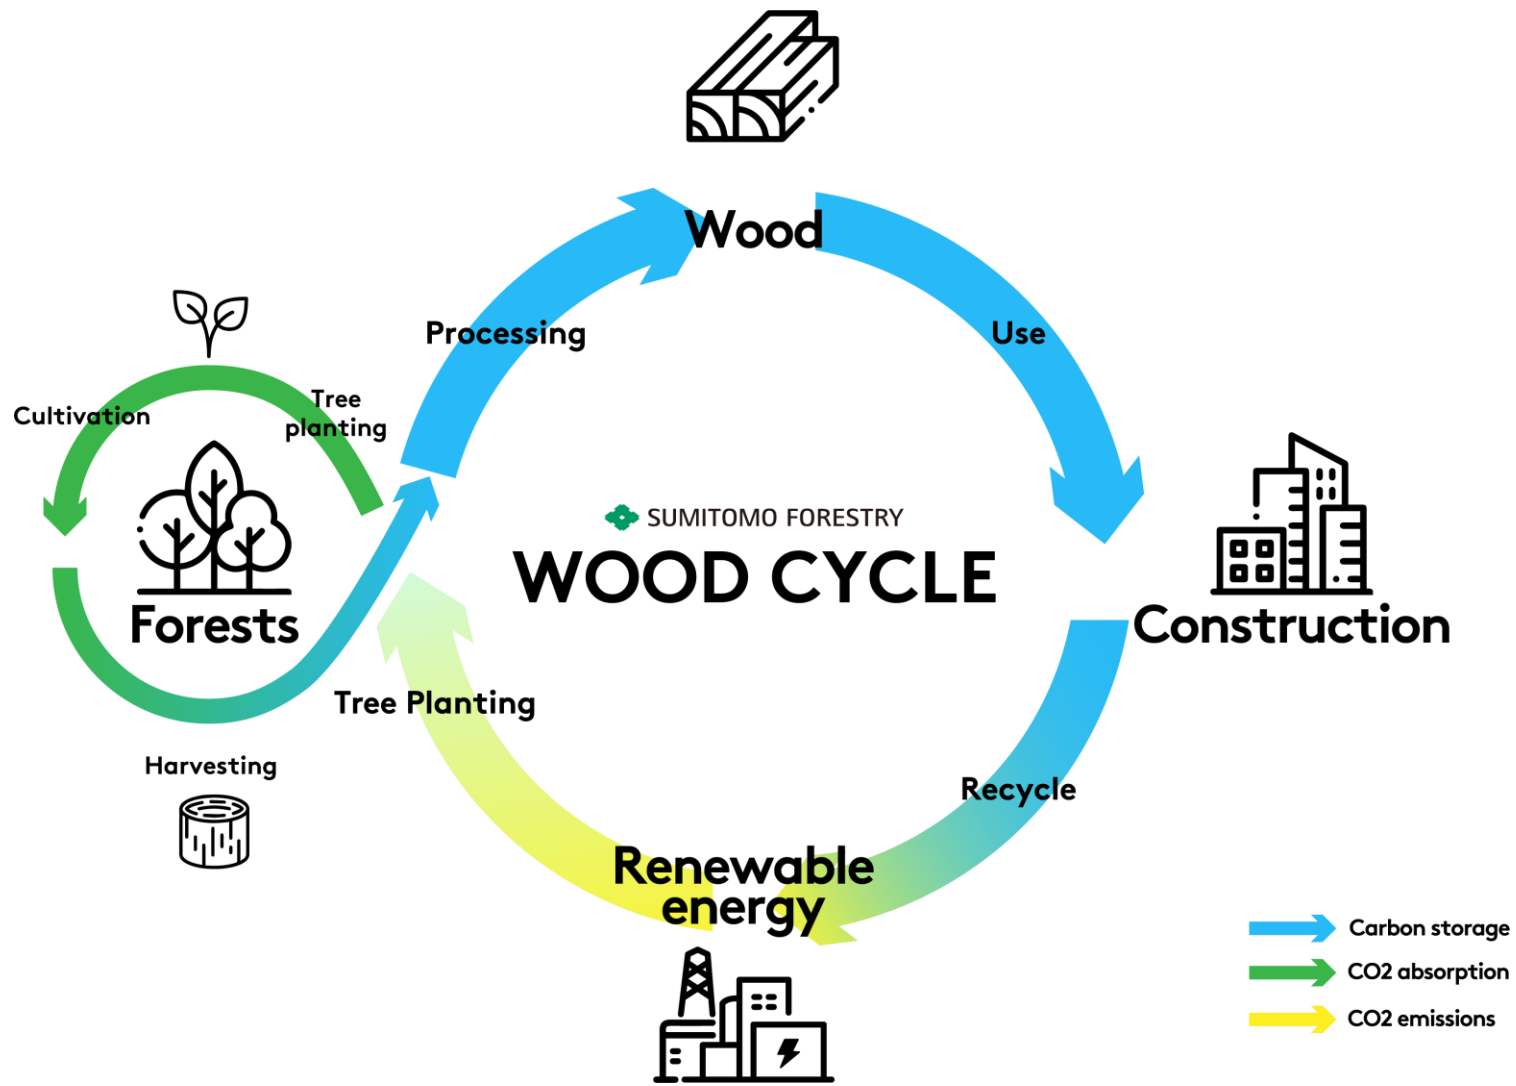 Wood
Processing
Use
Tree
planting
Cultivation
SUMITOMO FORESTRY
WOOD CYCLE
Forests
Construction
Tree Planting
Harvesting
Recycle
Renewable
energy
Carbon storage
CO2 absorption
CO2 emissions